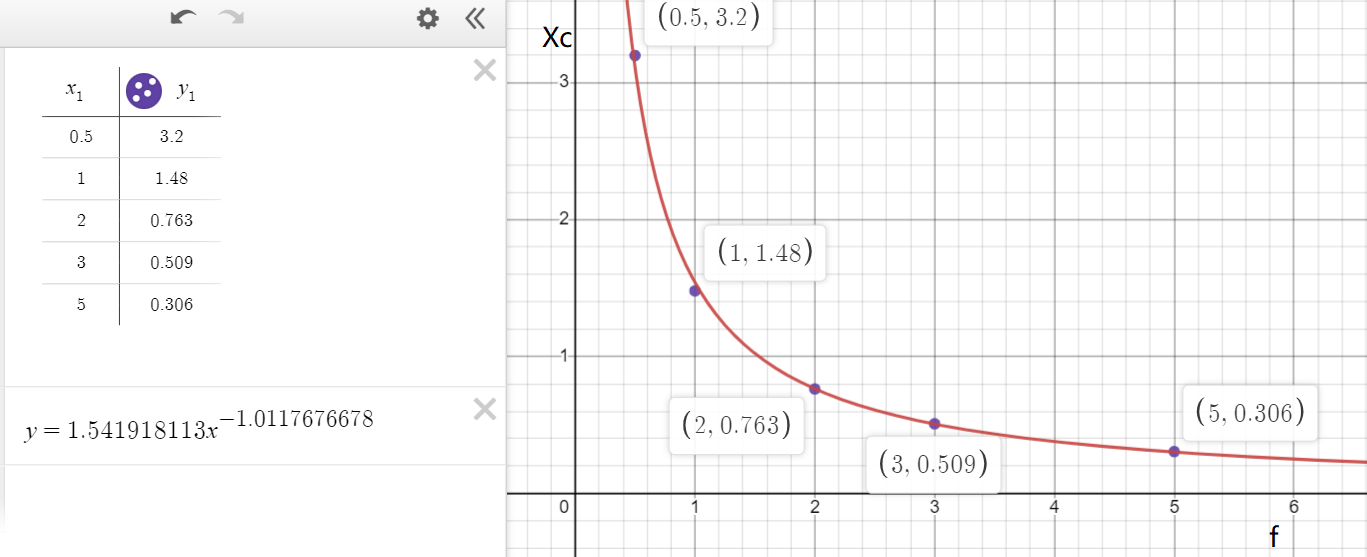 x₁ y₁
0.5 3.2
1 1.48
2 0.763
3 0.509
5 0.306
y = 1.541918113x^−1.0117676678
Xc
(0.5, 3.2)
3
2
(1, 1.48)
1
(2, 0.763)
(3, 0.509)
(5, 0.306)
0 1 2 3 4 5 6
f